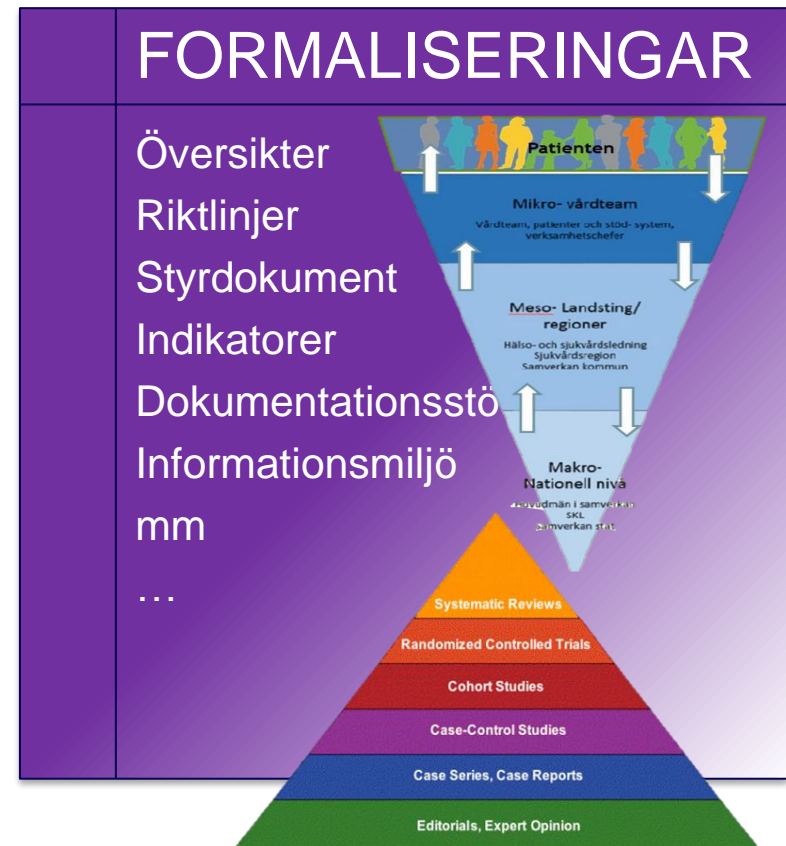 FORMALISERINGAR
Översikter
Riktlinjer
Styrdokument
Indikatorer
Dokumentationsstö
Informationsmiljö
mm
…
Patienten
Mikro- vårdteam
Vårdteam, patienter och stöd- system,
verksamhetschefer
Meso- Landsting/
regioner
Hälso- och sjukvårdsledning
Sjukvårdsregion
Samverkan kommun
Makro-
Nationell nivå
i samverkan
SKL
stat
Systematic Reviews
Randomized Controlled Trials
Cohort Studies
Case-Control Studies
Case Series, Case Reports
Editorials, Expert Opinion